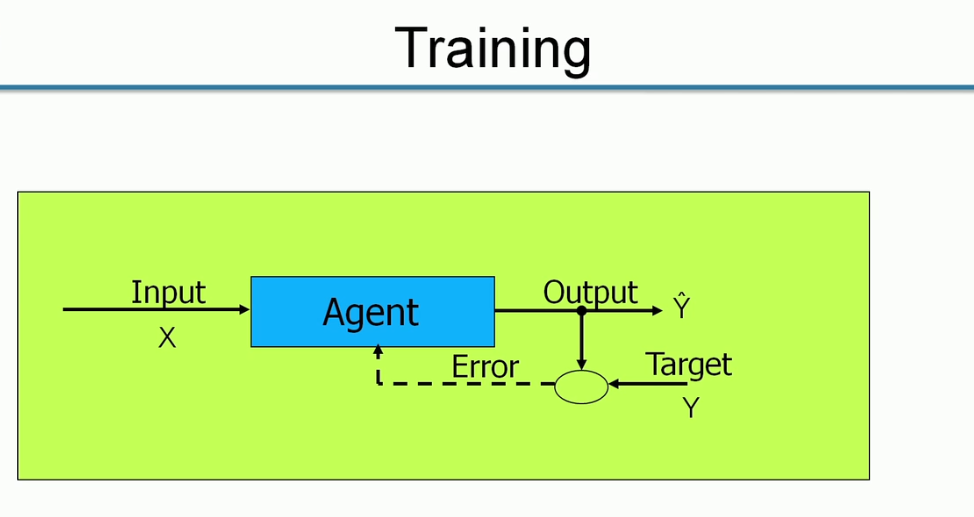 Training
Input
X
Agent
Output
Ŷ
Error
Target
Y